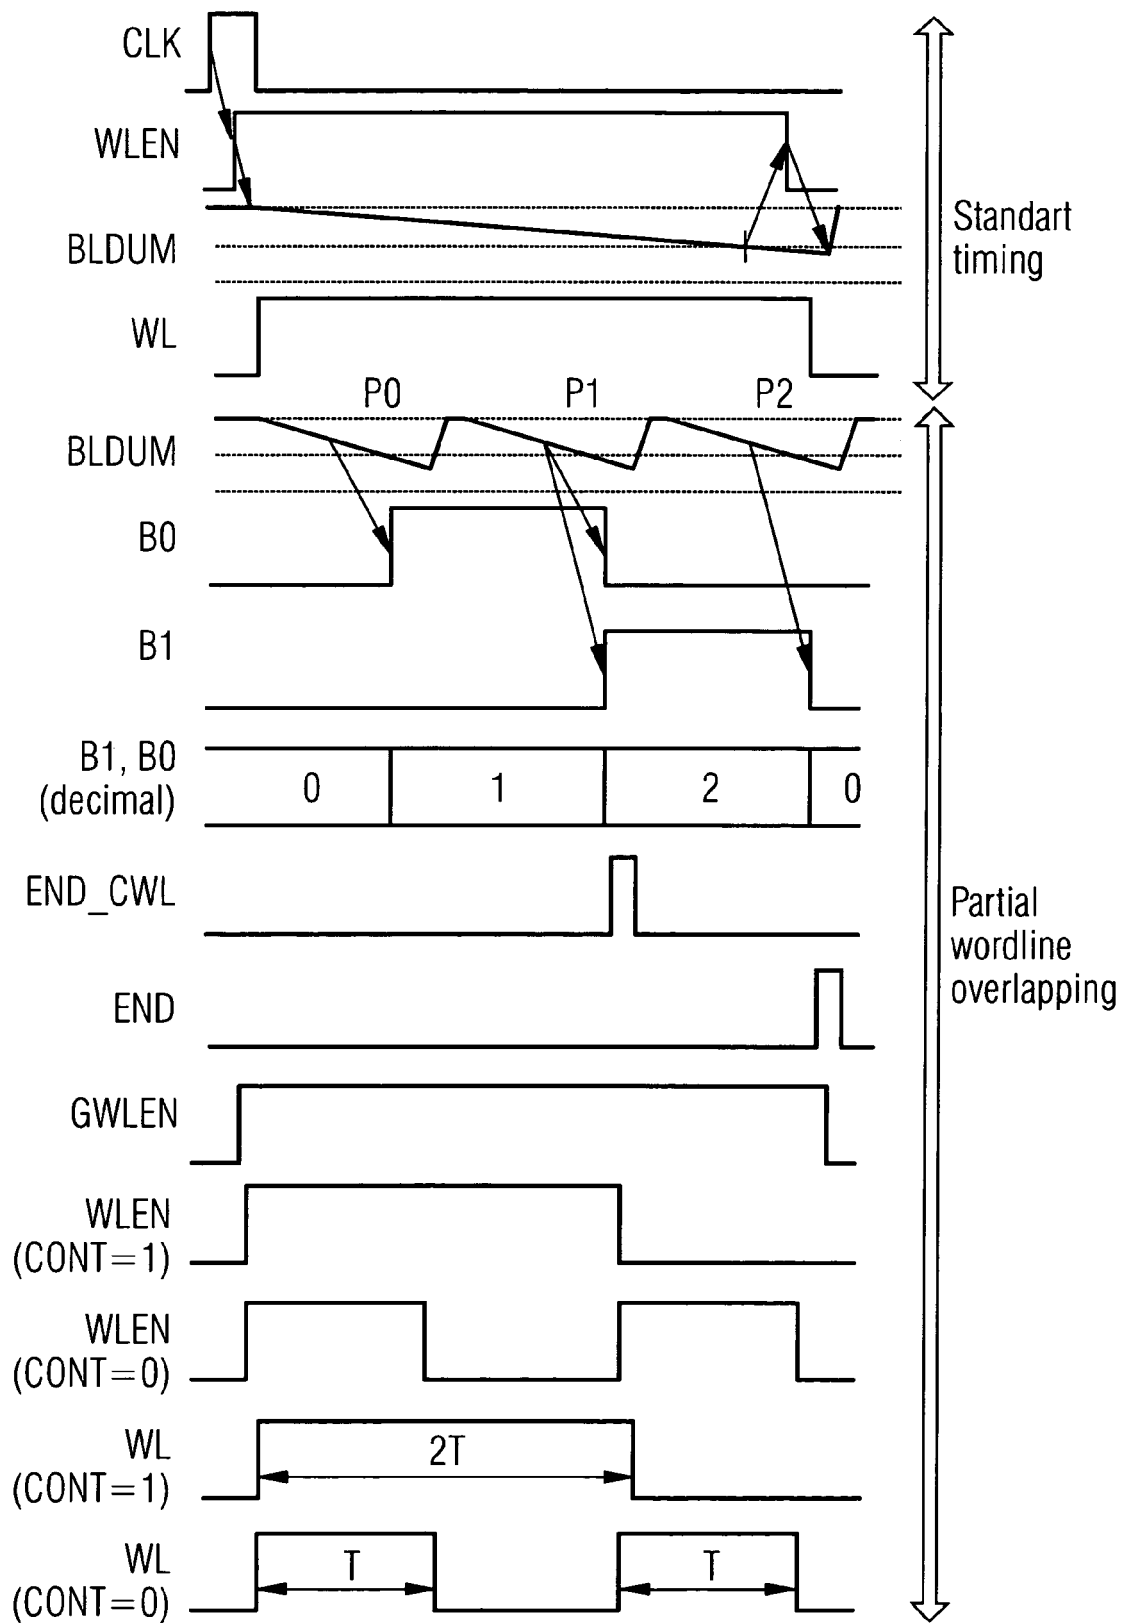 CLK
WLEN
BLDUM
Standart
timing
WL
P0 P1 P2
BLDUM
B0
B1
B1, B0
(decimal)
0 1 2 0
END_CWL
Partial
wordline
overlapping
END
GWLEN
WLEN
(CONT=1)
WLEN
(CONT=0)
WL
(CONT=1)
2T
WL
(CONT=0)
T T